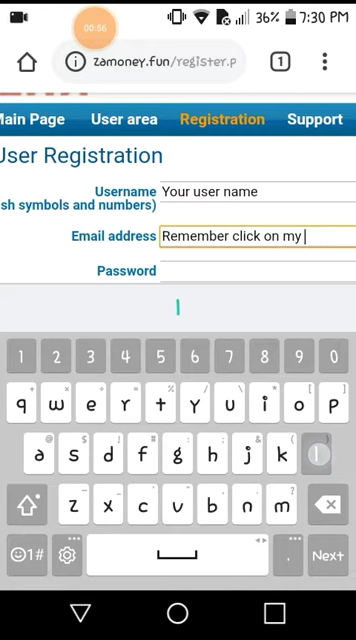 00:56
36% 7:30 PM
zamoney.fun/register.p
1
Main Page User area Registration Support
User Registration
Username Your user name
sh symbols and numbers)
Email address Remember click on my
Password
l
1 2 3 4 5 6 7 8 9 0
q w e r t y u i o p
a s d f g h j k l
z x c v b n m
1# . Next